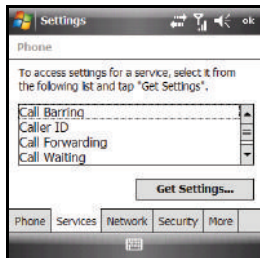 Settings
ok
Phone
To access settings for a service, select it from
the following list and tap "Get Settings".
Call Barring
Caller ID
Call Forwarding
Call Waiting
Get Settings...
Phone Services Network Security More